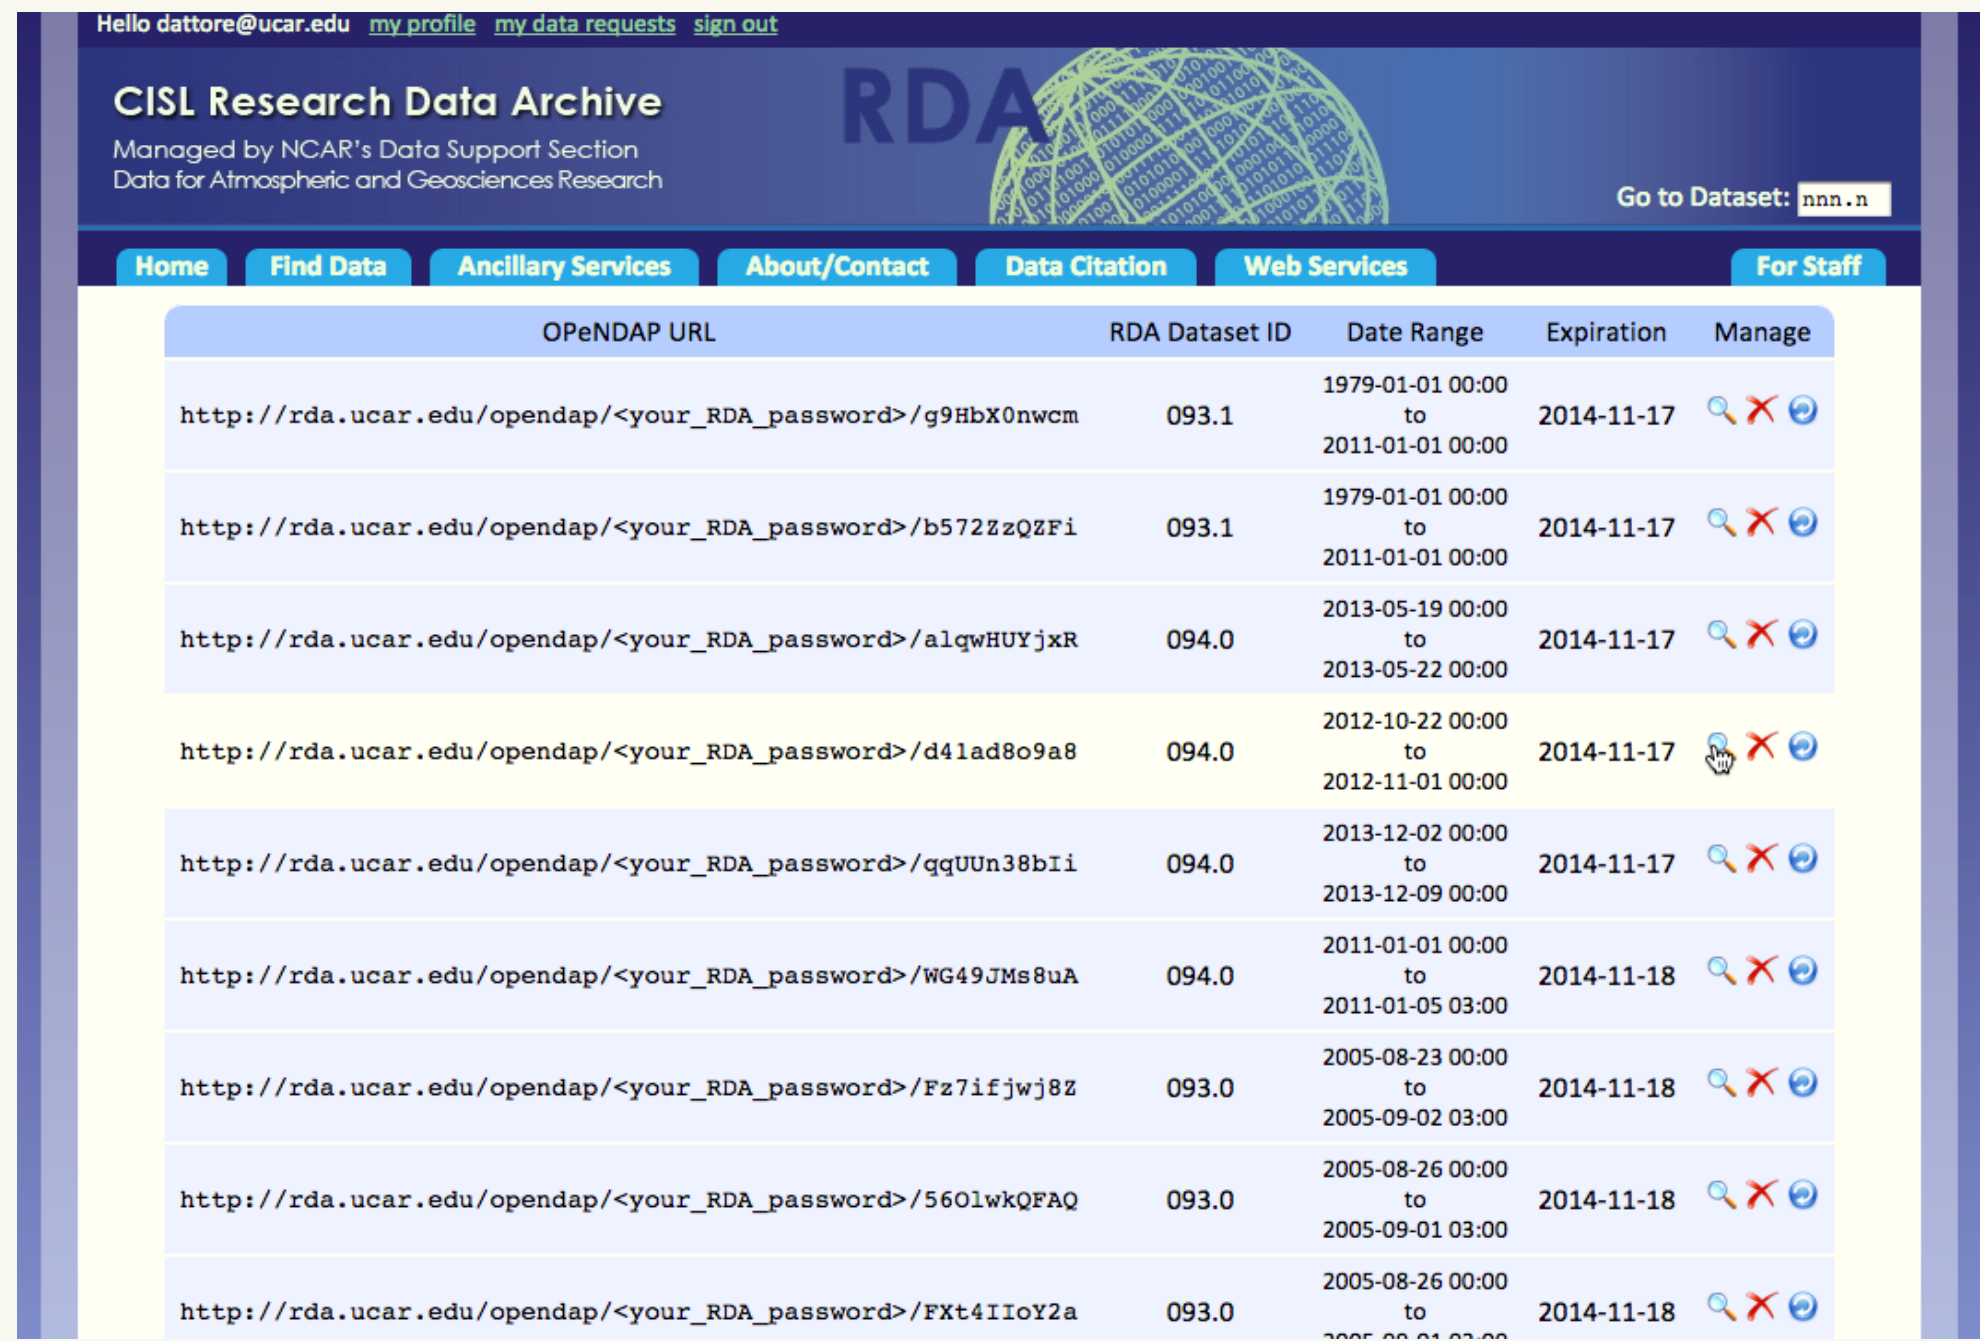 Hello dattore@ucar.edu my profile my data requests sign out
CISL Research Data Archive
Managed by NCAR's Data Support Section
Data for Atmospheric and Geosciences Research
RDA
Go to Dataset: nnn.n
Home Find Data Ancillary Services About/Contact Data Citation Web Services For Staff
OPeNDAP URL RDA Dataset ID Date Range Expiration Manage
1979-01-01 00:00
http://rda.ucar.edu/opendap/<your_RDA_password>/g9HbX0nwcm 093.1 to 2014-11-17
2011-01-01 00:00
1979-01-01 00:00
http://rda.ucar.edu/opendap/<your_RDA_password>/b572ZzQZFi 093.1 to 2014-11-17
2011-01-01 00:00
2013-05-19 00:00
http://rda.ucar.edu/opendap/<your_RDA_password>/alqwHUYjxR 094.0 to 2014-11-17
2013-05-22 00:00
2012-10-22 00:00
http://rda.ucar.edu/opendap/<your_RDA_password>/d4lad8o9a8 094.0 to 2014-11-17
2012-11-01 00:00
2013-12-02 00:00
http://rda.ucar.edu/opendap/<your_RDA_password>/qqUUn38bIi 094.0 to 2014-11-17
2013-12-09 00:00
2011-01-01 00:00
http://rda.ucar.edu/opendap/<your_RDA_password>/WG49JMs8uA 094.0 to 2014-11-18
2011-01-05 03:00
2005-08-23 00:00
http://rda.ucar.edu/opendap/<your_RDA_password>/Fz7ifjwj8Z 093.0 to 2014-11-18
2005-09-02 03:00
2005-08-26 00:00
http://rda.ucar.edu/opendap/<your_RDA_password>/56OlwkQFAQ 093.0 to 2014-11-18
2005-09-01 03:00
2005-08-26 00:00
http://rda.ucar.edu/opendap/<your_RDA_password>/FXt4IIoY2a 093.0 to 2014-11-18